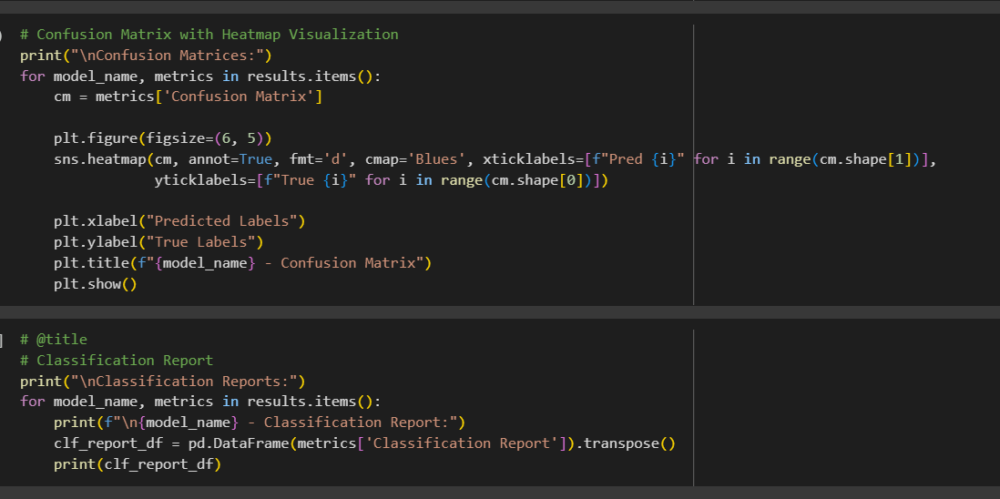 # Confusion Matrix with Heatmap Visualization
print("\nConfusion Matrices:")
for model_name, metrics in results.items():
    cm = metrics['Confusion Matrix']

    plt.figure(figsize=(6, 5))
    sns.heatmap(cm, annot=True, fmt='d', cmap='Blues', xticklabels=[f"Pred {i}" for i in range(cm.shape[1])],
                yticklabels=[f"True {i}" for i in range(cm.shape[0])])

    plt.xlabel("Predicted Labels")
    plt.ylabel("True Labels")
    plt.title(f"{model_name} - Confusion Matrix")
    plt.show()

# @title
# Classification Report
print("\nClassification Reports:")
for model_name, metrics in results.items():
    print(f"\n{model_name} - Classification Report:")
    clf_report_df = pd.DataFrame(metrics['Classification Report']).transpose()
    print(clf_report_df)